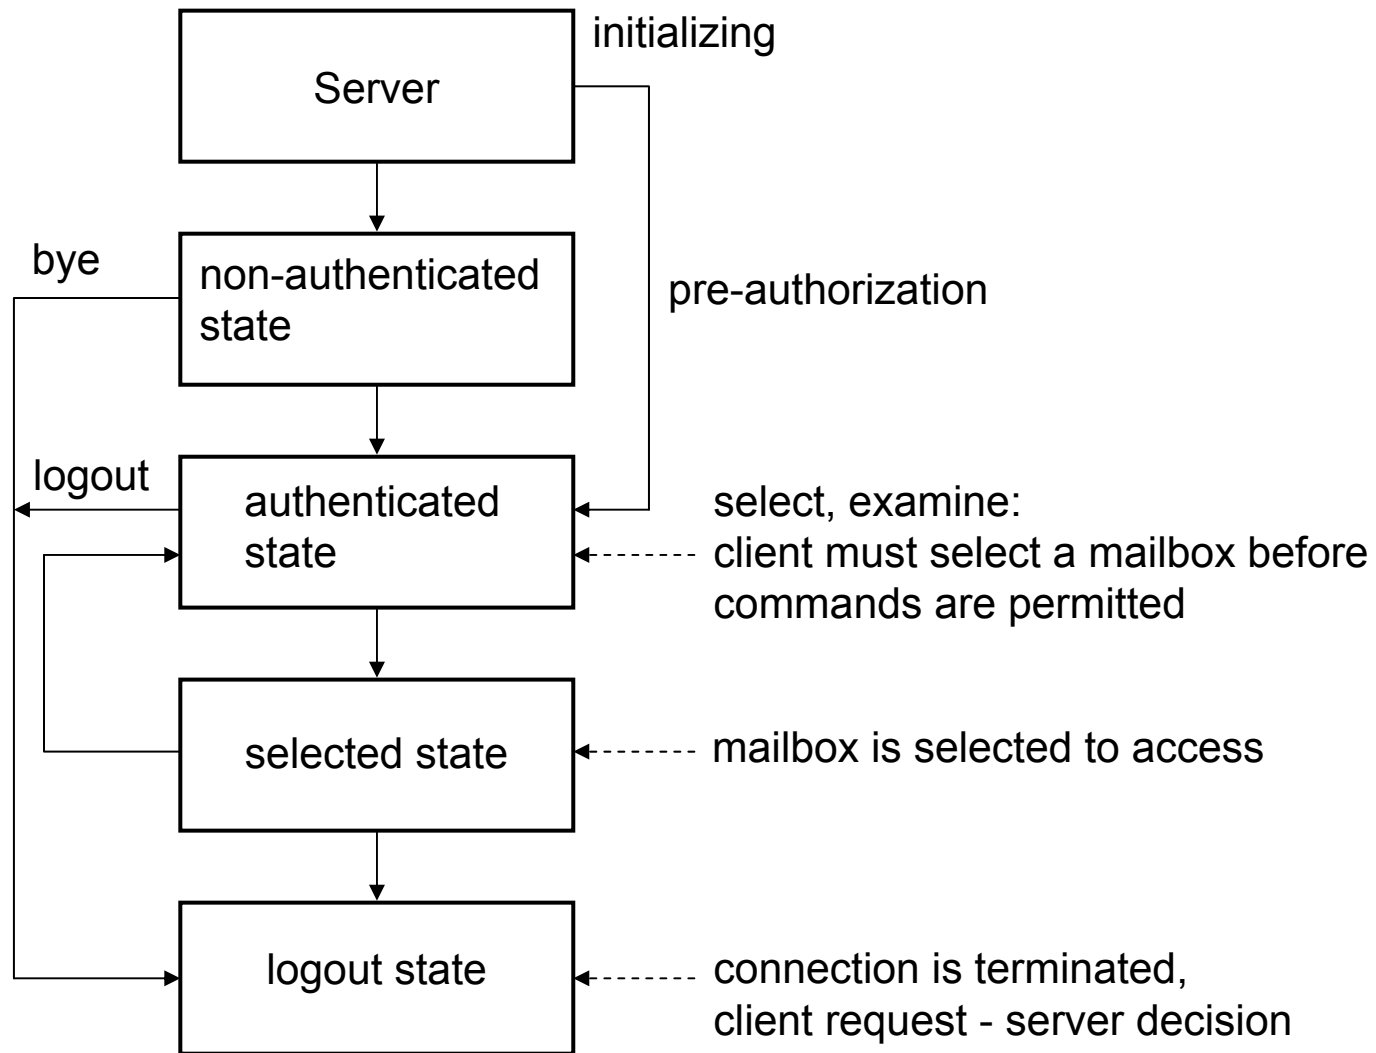 initializing
Server
bye
non-authenticated
state
pre-authorization
logout
authenticated
state
select, examine:
client must select a mailbox before
commands are permitted
selected state
mailbox is selected to access
logout state
connection is terminated,
client request - server decision